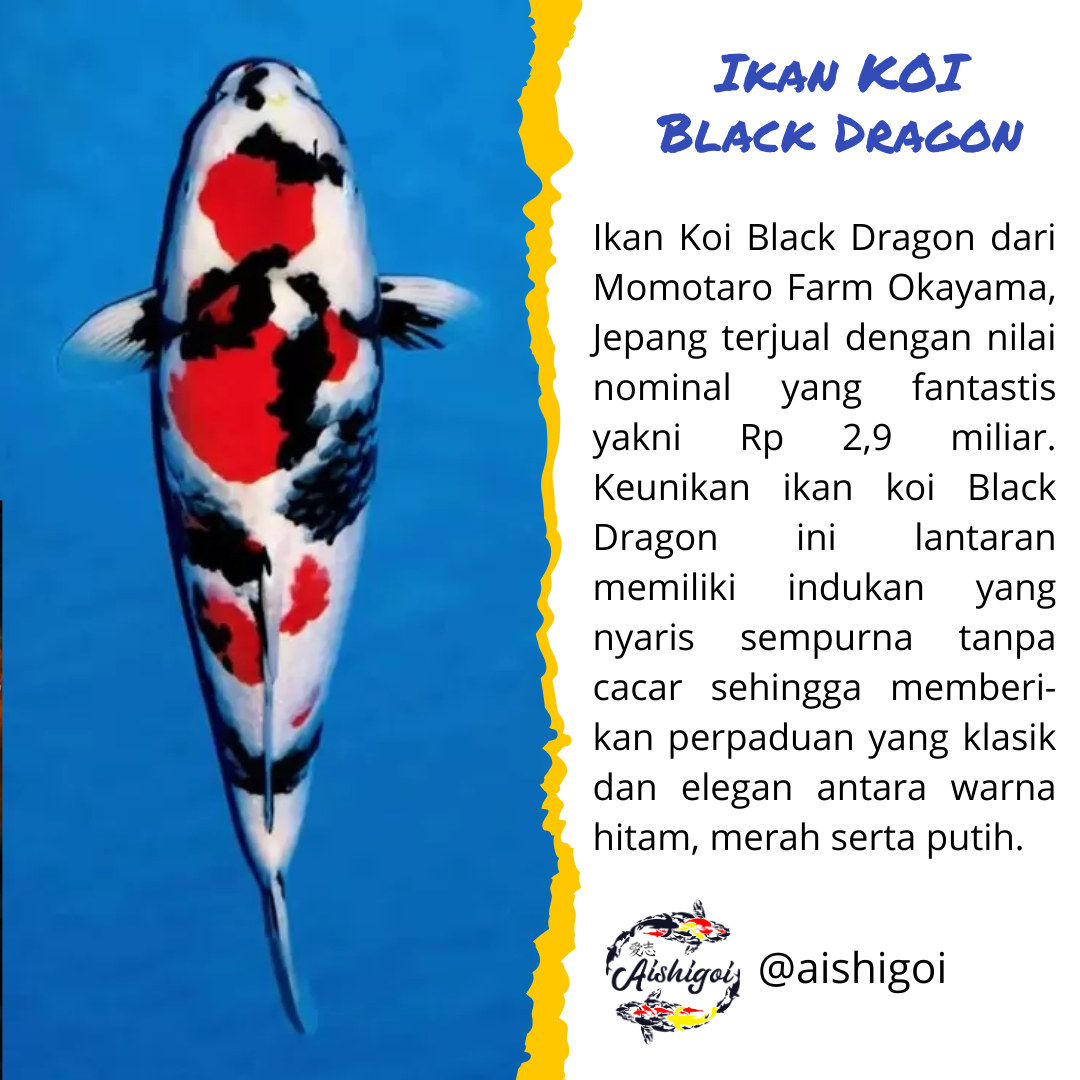 Ikan KOI
Black Dragon
Ikan Koi Black Dragon dari
Momotaro Farm Okayama,
Jepang terjual dengan nilai
nominal yang fantastis
yakni Rp 2,9 miliar.
Keunikan ikan koi Black
Dragon ini lantaran
memiliki indukan yang
nyaris sempurna tanpa
cacar sehingga memberi-
kan perpaduan yang klasik
dan elegan antara warna
hitam, merah serta putih.
愛志
Aishigoi
@aishigoi